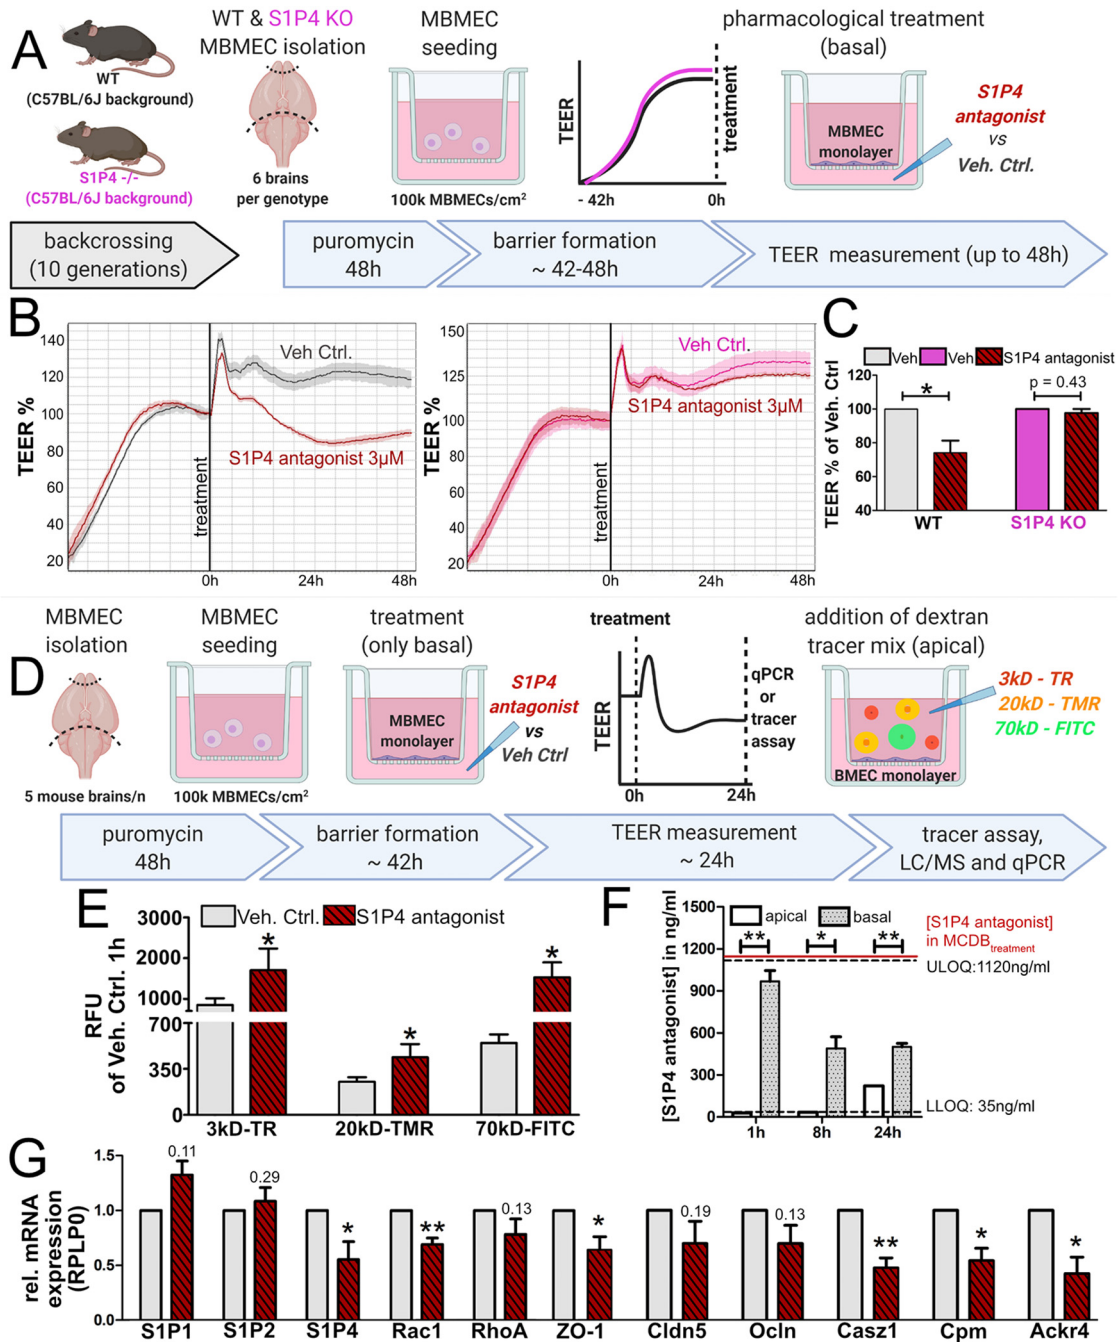 A
WT
(C57BL/6J background)
S1P4 -/-
(C57BL/6J background)
WT & S1P4 KO
MBMEC isolation
6 brains
per genotype
MBMEC
seeding
100k MBMECs/cm²
TEER
treatment
- 42h
0h
pharmacological treatment
(basal)
MBMEC
monolayer
S1P4
antagonist
vs
Veh. Ctrl.
backcrossing
(10 generations)
puromycin
48h
barrier formation
~ 42-48h
TEER measurement (up to 48h)
B
TEER %
140
120
100
80
60
40
20
Veh Ctrl.
S1P4 antagonist 3µM
treatment
0h
24h
48h
TEER %
150
125
100
80
60
40
20
Veh Ctrl.
S1P4 antagonist 3µM
treatment
0h
24h
48h
C
Veh
Veh
S1P4 antagonist
TEER % of Veh. Ctrl
120
100
80
60
40
*
p = 0.43
WT
S1P4 KO
D
MBMEC
isolation
5 mouse brains/n
MBMEC
seeding
100k MBMECs/cm²
treatment
(only basal)
MBMEC
monolayer
S1P4
antagonist
vs
Veh Ctrl
treatment
TEER
qPCR
or
tracer
assay
0h
24h
addition of dextran
tracer mix (apical)
3kD - TR
20kD - TMR
70kD - FITC
BMEC monolayer
puromycin
48h
barrier formation
~ 42h
TEER measurement
~ 24h
tracer assay,
LC/MS and qPCR
E
Veh. Ctrl.
S1P4 antagonist
RFU
of Veh. Ctrl. 1h
3000
2000
1000
700
350
0
*
*
*
3kD-TR
20kD-TMR
70kD-FITC
F
[S1P4 antagonist] in ng/ml
1500
1200
900
600
300
0
apical
basal
**
*
**
[S1P4 antagonist]
in MCDBtreatment
ULOQ:1120ng/ml
LLOQ: 35ng/ml
1h
8h
24h
G
rel. mRNA
expression
(RPLP0)
1.5
1.0
0.5
0.0
0.11
0.29
*
**
0.13
*
0.19
0.13
**
*
*
S1P1
S1P2
S1P4
Rac1
RhoA
ZO-1
Cldn5
Ocln
Casz1
Cpm
Ackr4